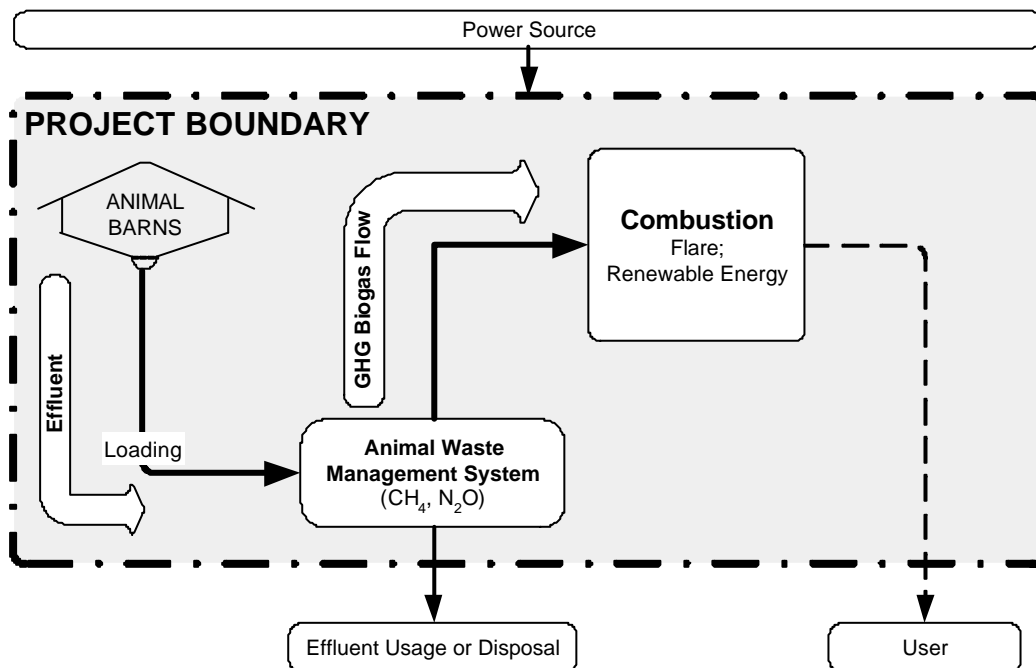 Power Source
PROJECT BOUNDARY
ANIMAL
BARNS
GHG Biogas Flow
Combustion
Flare;
Renewable Energy
Effluent
Loading
Animal Waste
Management System
(CH₄, N₂O)
Effluent Usage or Disposal
User